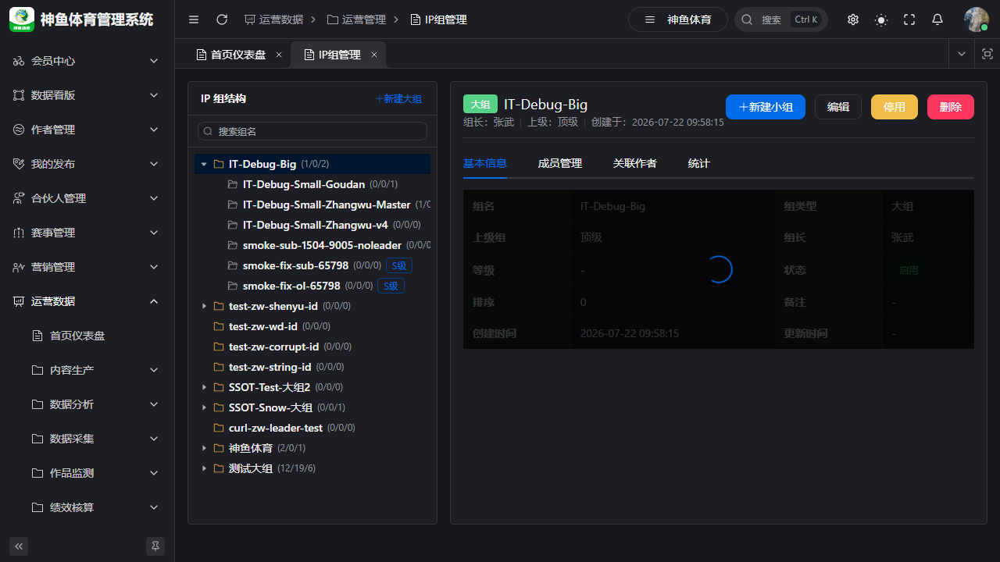 神鱼体育管理系统
会员中心
数据看版
作者管理
我的发布
合伙人管理
赛事管理
营销管理
运营数据
首页仪表盘
内容生产
数据分析
数据采集
作品监测
绩效核算
运营数据 > 运营管理 > IP组管理
神鱼体育
搜索 Ctrl K
首页仪表盘 ×
IP组管理 ×
IP 组结构
+新建大组
搜索组名
IT-Debug-Big (1/0/2)
IT-Debug-Small-Goudan (0/0/1)
IT-Debug-Small-Zhangwu-Master (1/0
IT-Debug-Small-Zhangwu-v4 (0/0/0)
smoke-sub-1504-9005-noleader (0/0/0
smoke-fix-sub-65798 (0/0/0) S级
smoke-fix-ol-65798 (0/0/0) S级
test-zw-shenyu-id (0/0/0)
test-zw-wd-id (0/0/0)
test-zw-corrupt-id (0/0/0)
test-zw-string-id (0/0/0)
SSOT-Test-大组2 (0/0/0)
SSOT-Snow-大组 (0/0/1)
curl-zw-leader-test (0/0/0)
神鱼体育 (2/0/1)
测试大组 (12/19/6)
大组 IT-Debug-Big
组长：张武 | 上级：顶级 | 创建于：2026-07-22 09:58:15
+新建小组 编辑 停用 删除
基本信息 成员管理 关联作者 统计
组名 IT-Debug-Big 组类型 大组
上级组 顶级 组长 张武
等级 - 状态 启用
排序 0 备注 -
创建时间 2026-07-22 09:58:15 更新时间 -